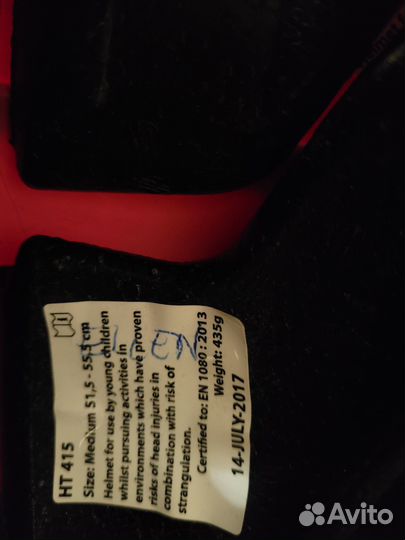 HT 415
Size: Medium 51,5 - 55,5 cm
Helmet for use by young children
whilst pursuing activities in
environments which have proven
risks of head injuries in
combination with risk of
strangulation.
Certified to: EN 1080 : 2013
Weight: 435g
14-JULY-2017
Avito